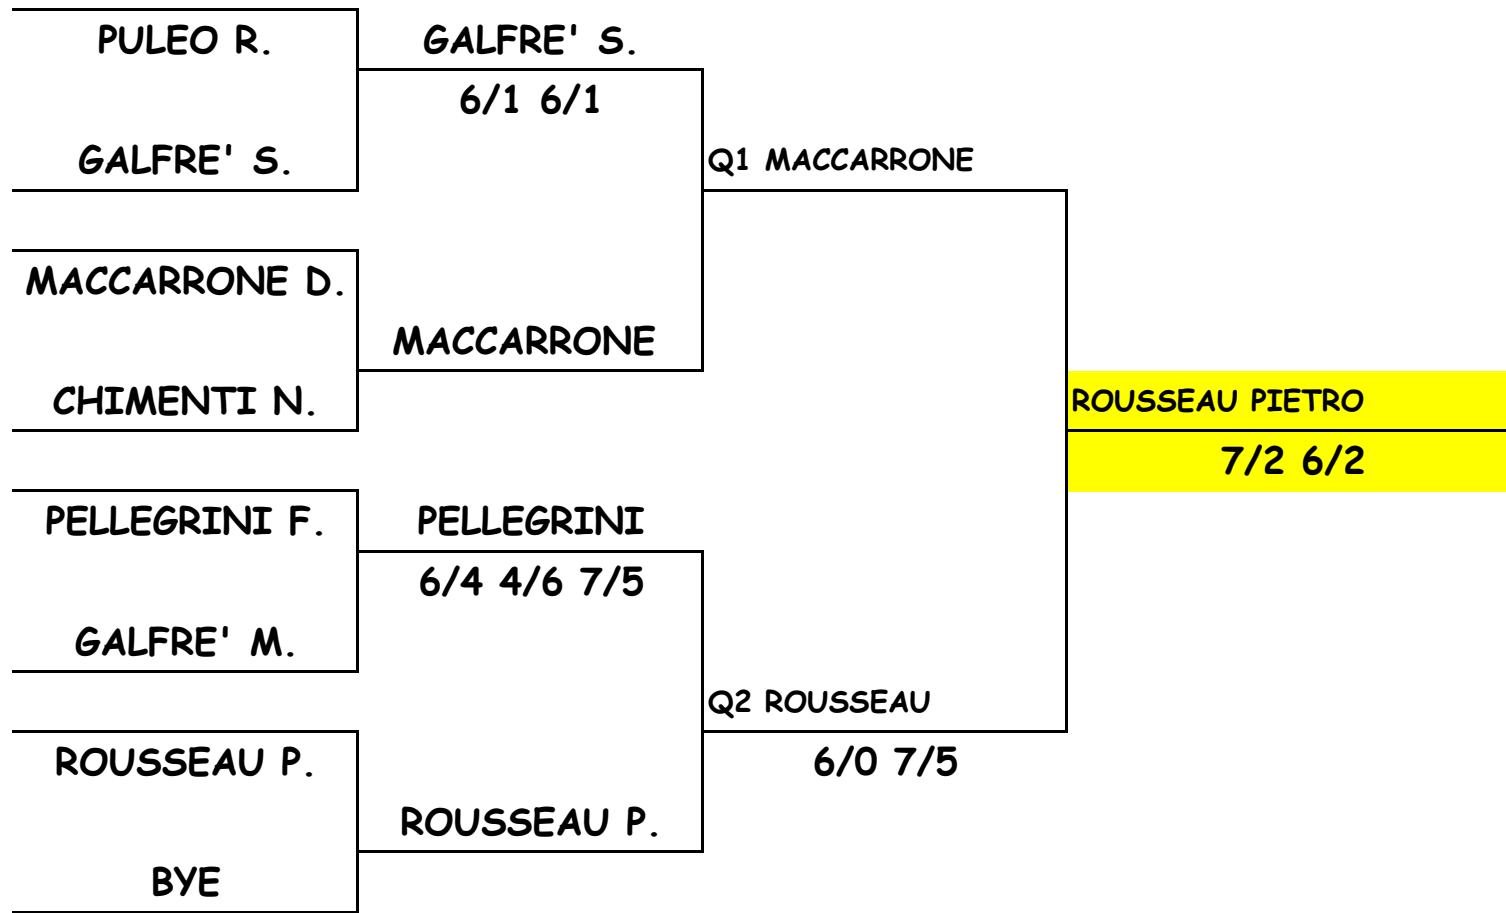 PULEO R.
GALFRE' S.
6/1 6/1
GALFRE' S.
Q1 MACCARRONE
MACCARRONE D.
MACCARRONE
CHIMENTI N.
ROUSSEAU PIETRO
7/2 6/2
PELLEGRINI F.
PELLEGRINI
6/4 4/6 7/5
GALFRE' M.
Q2 ROUSSEAU
ROUSSEAU P.
6/0 7/5
ROUSSEAU P.
BYE